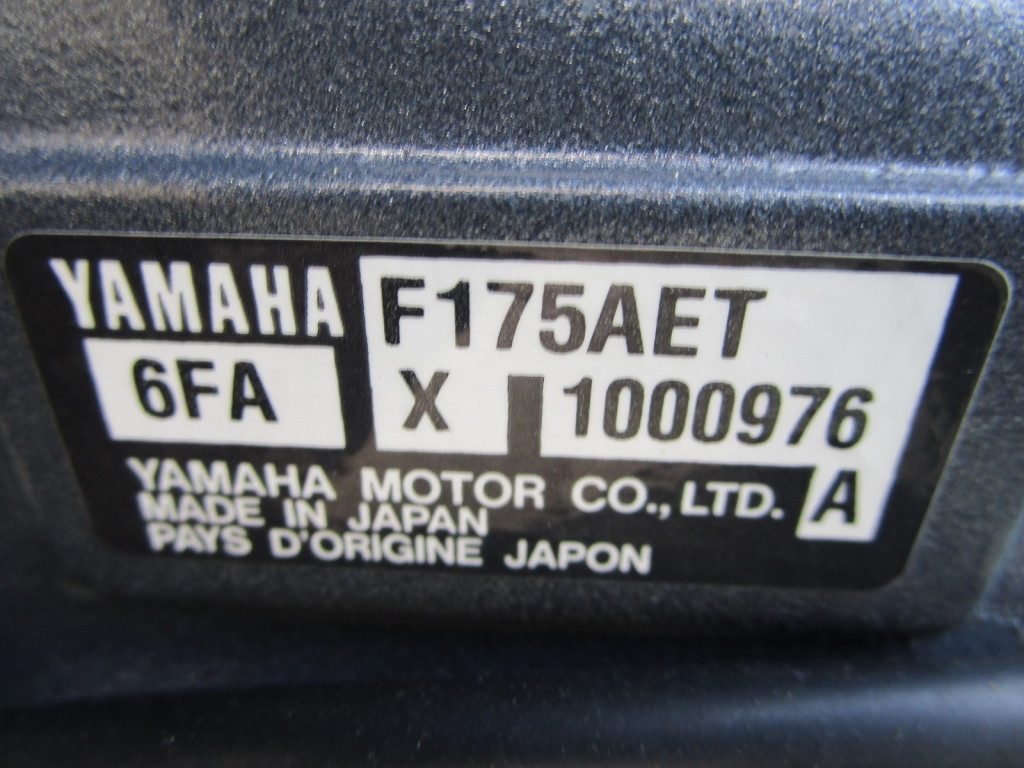 YAMAHA F175AET
6FA X 1000976
YAMAHA MOTOR CO., LTD. A
MADE IN JAPAN
PAYS D'ORIGINE JAPON